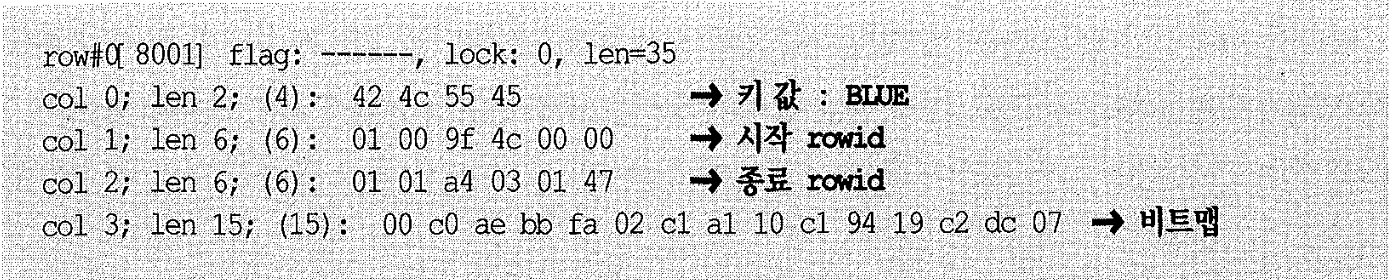 row#0[ 8001] flag: ------, lock: 0, len=35
col 0; len 2; (4): 42 4c 55 45 → 키 값 : BLUE
col 1; len 6; (6): 01 00 9f 4c 00 00 → 시작 rowid
col 2; len 6; (6): 01 01 a4 03 01 47 → 종료 rowid
col 3; len 15; (15): 00 c0 ae bb fa 02 c1 a1 10 c1 94 19 c2 dc 07 → 비트맵